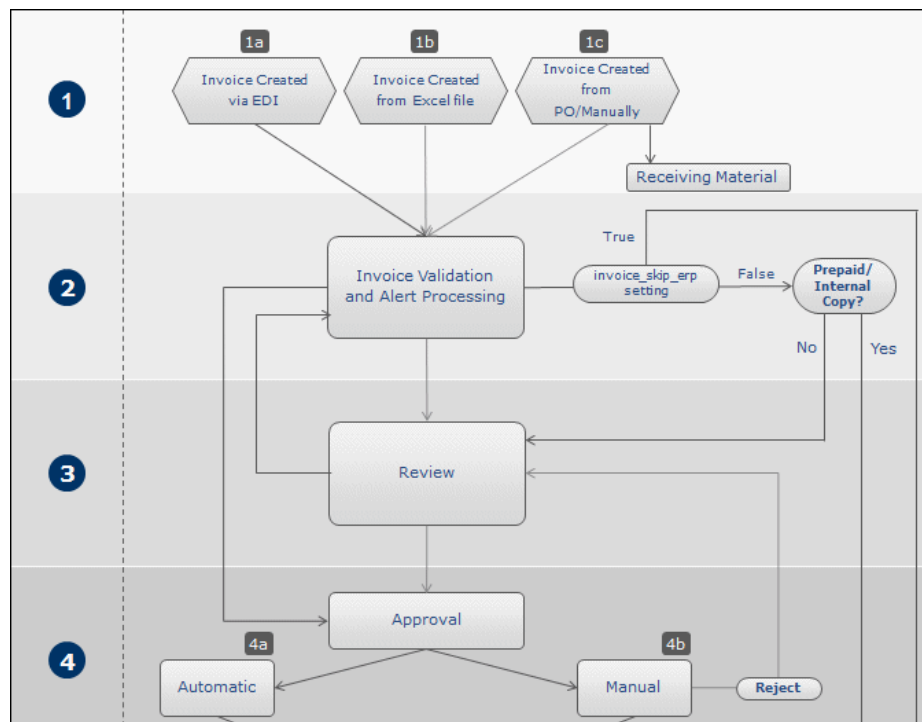 1a
1b
1c
1
Invoice Created
via EDI
Invoice Created
from Excel file
Invoice Created
from
PO/Manually
Receiving Material
2
Invoice Validation
and Alert Processing
True
invoice_skip_erp
setting
False
Prepaid/
Internal
Copy?
No
Yes
3
Review
4
Approval
4a
4b
Automatic
Manual
Reject